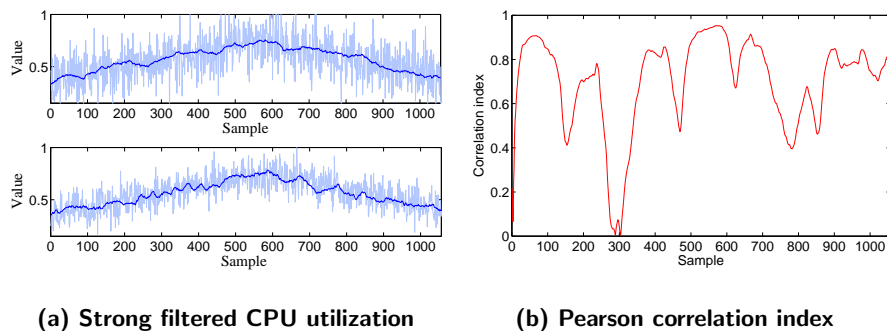 1
0.5
Value
0 100 200 300 400 500 600 700 800 900 1000
Sample
1
0.5
Value
0 100 200 300 400 500 600 700 800 900 1000
Sample
(a) Strong filtered CPU utilization
1
0.8
0.6
0.4
0.2
0
Correlation index
0 100 200 300 400 500 600 700 800 900 1000
Sample
(b) Pearson correlation index